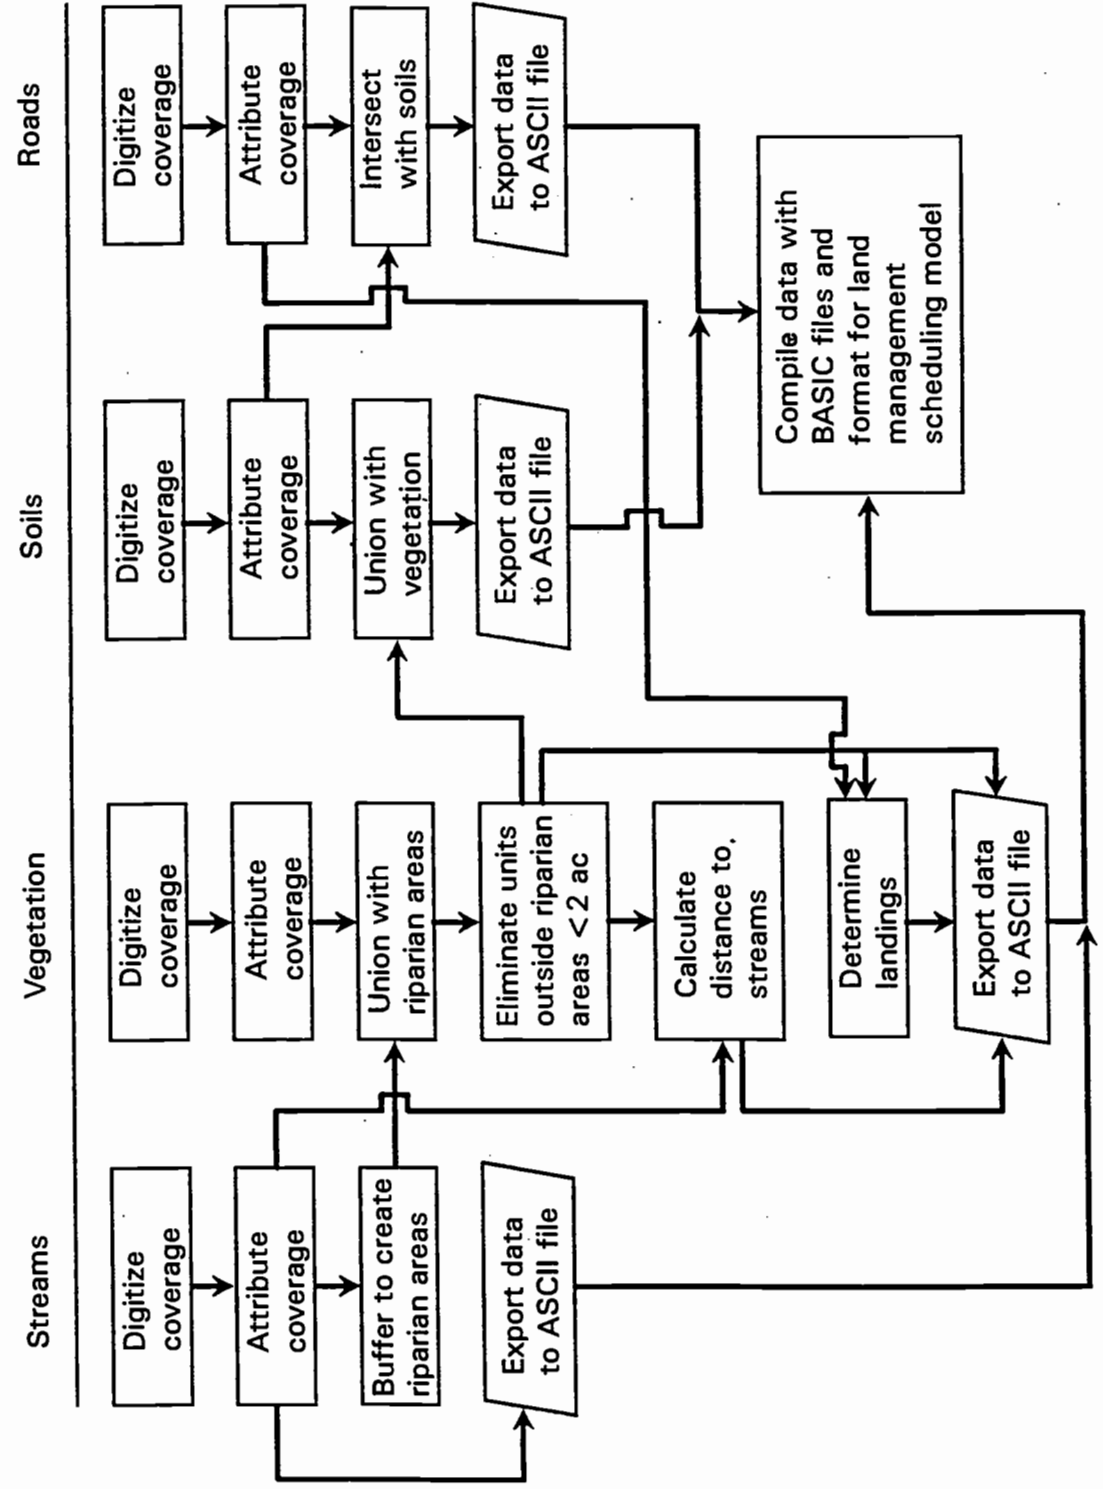 Streams
Digitize
coverage
Attribute
coverage
Buffer to create
riparian areas
Export data
to ASCII file
Vegetation
Digitize
coverage
Attribute
coverage
Union with
riparian areas
Eliminate units
outside riparian
areas <2 ac
Calculate
distance to
streams
Determine
landings
Export data
to ASCII file
Soils
Digitize
coverage
Attribute
coverage
Union with
vegetation
Export data
to ASCII file
Roads
Digitize
coverage
Attribute
coverage
Intersect
with soils
Export data
to ASCII file
Compile data with
BASIC files and
format for land
management
scheduling model